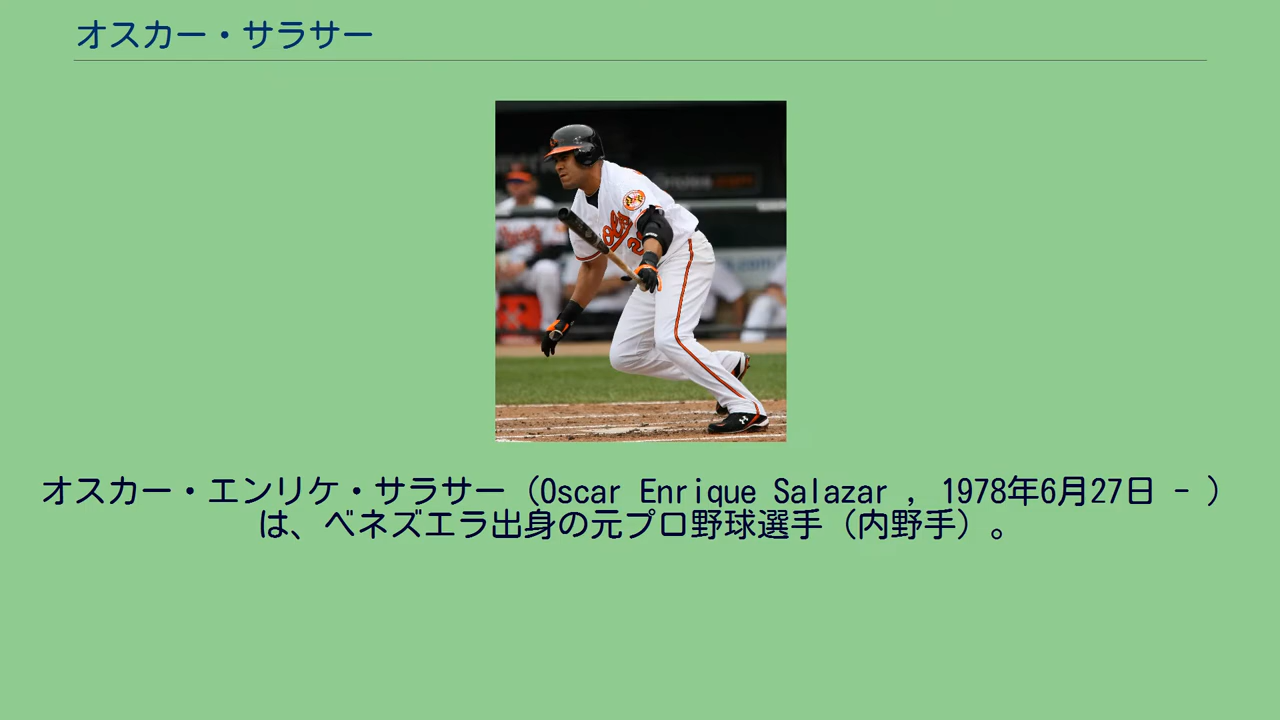 オスカー・サラサー
オスカー・エンリケ・サラサー（Oscar Enrique Salazar , 1978年6月27日 - ）
は、ベネズエラ出身の元プロ野球選手（内野手）。